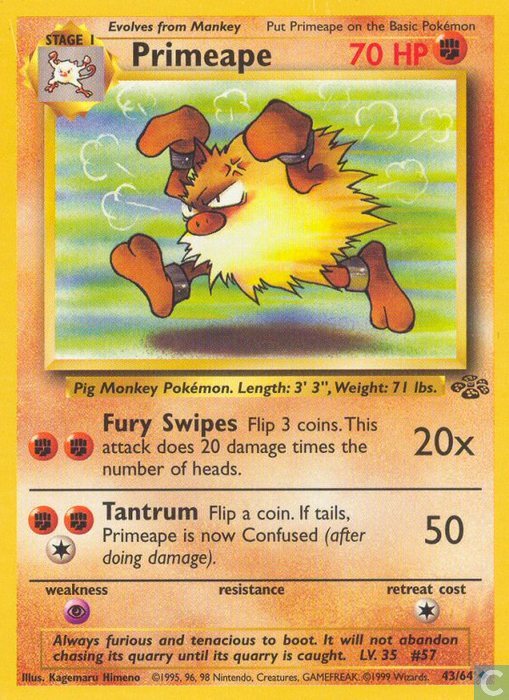 Evolves from Mankey Put Primeape on the Basic Pokémon
STAGE 1
Primeape 70 HP
Pig Monkey Pokémon. Length: 3' 3", Weight: 71 lbs.
Fury Swipes Flip 3 coins. This
attack does 20 damage times the
number of heads.
20x
Tantrum Flip a coin. If tails,
Primeape is now Confused (after
doing damage).
50
weakness resistance retreat cost
Always furious and tenacious to boot. It will not abandon
chasing its quarry until its quarry is caught. LV. 35 #57
Illus. Kagemaru Himeno ©1995, 96, 98 Nintendo, Creatures, GAMEFREAK. ©1999 Wizards. 43/64
C